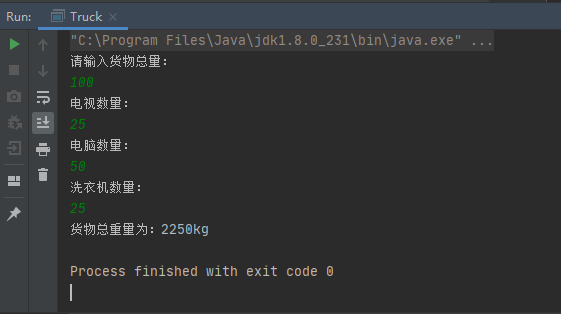 Run: Truck
"C:\Program Files\Java\jdk1.8.0_231\bin\java.exe" ...
请输入货物总量:
100
电视数量:
25
电脑数量:
50
洗衣机数量:
25
货物总重量为: 2250kg
Process finished with exit code 0